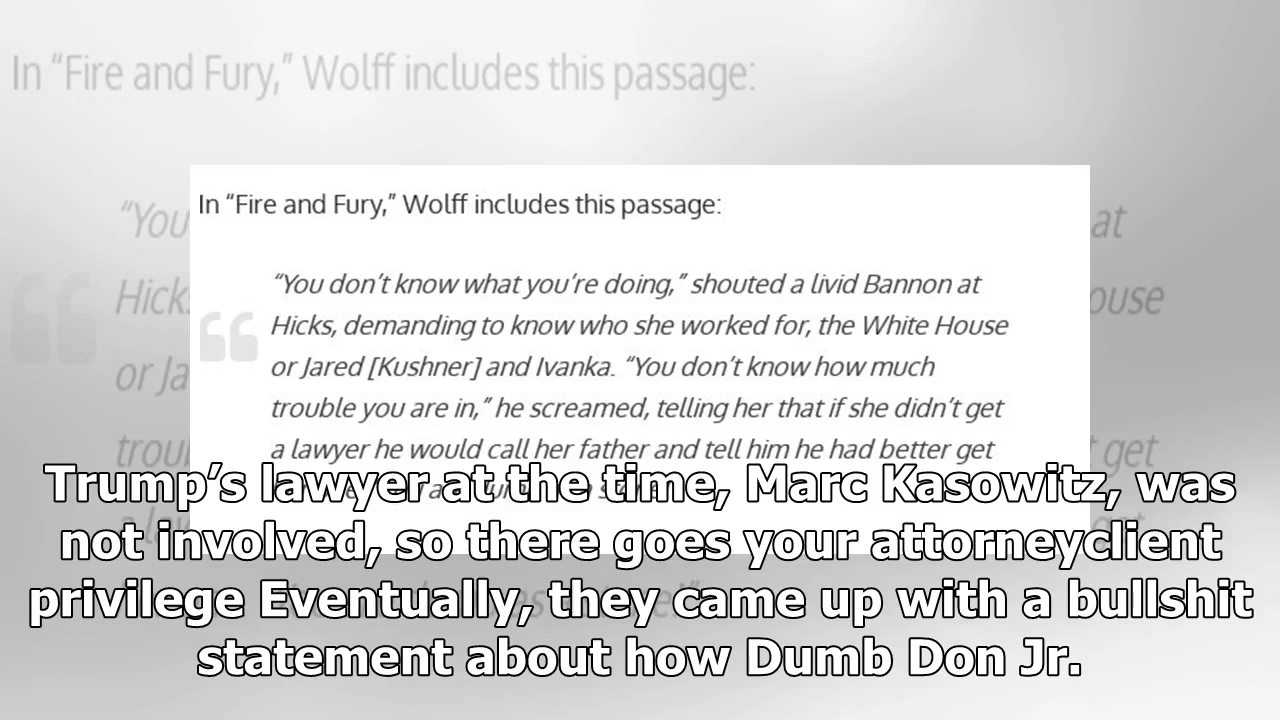 In “Fire and Fury,” Wolff includes this passage:
In “Fire and Fury,” Wolff includes this passage:
“You don’t know what you’re doing,” shouted a livid Bannon at
Hicks, demanding to know who she worked for, the White House
or Jared [Kushner] and Ivanka. “You don’t know how much
trouble you are in,” he screamed, telling her that if she didn’t get
a lawyer he would call her father and tell him he had better get
Trump’s lawyer at the time, Marc Kasowitz, was
not involved, so there goes your attorneyclient
privilege Eventually, they came up with a bullshit
statement about how Dumb Don Jr.